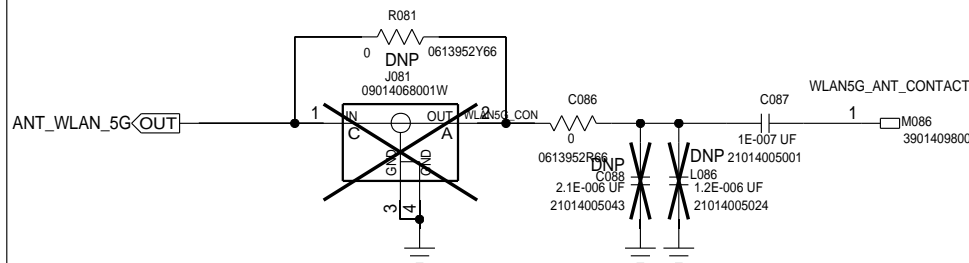 R081
0
0613952Y66
DNP
J081
09014068001W
WLAN5G_ANT_CONTACT
ANT_WLAN_5G
OUT
1
IN
OUT
2
WLAN5G_CON
C
A
GND
GND
3
4
C086
0
0613952R66
DNP
C088
2.1E-006 UF
21014005043
DNP
L086
1.2E-006 UF
21014005024
C087
1E-007 UF
21014005001
1
M086
3901409800